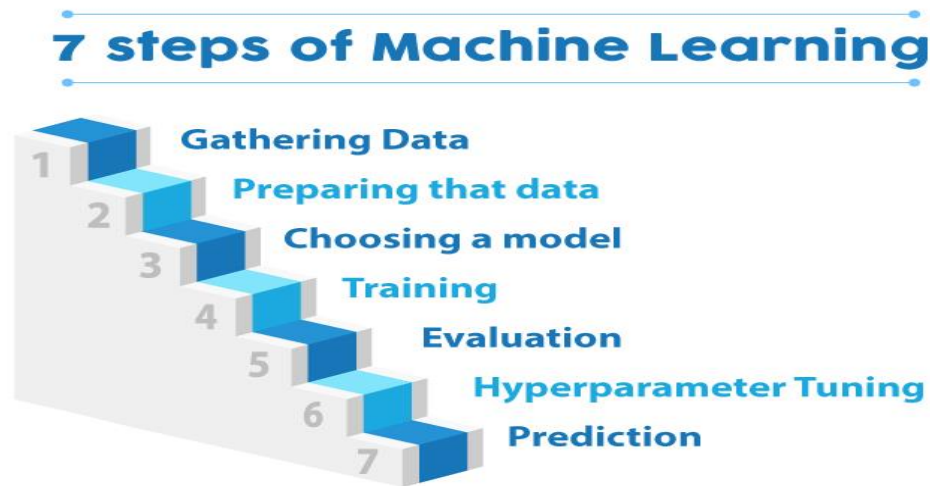 7 steps of Machine Learning
1 Gathering Data
2 Preparing that data
3 Choosing a model
4 Training
5 Evaluation
6 Hyperparameter Tuning
7 Prediction